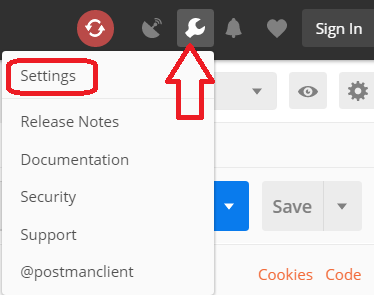 Sign In
Settings
Release Notes
Documentation
Security
Save
Support
@postmanclient
Cookies Code